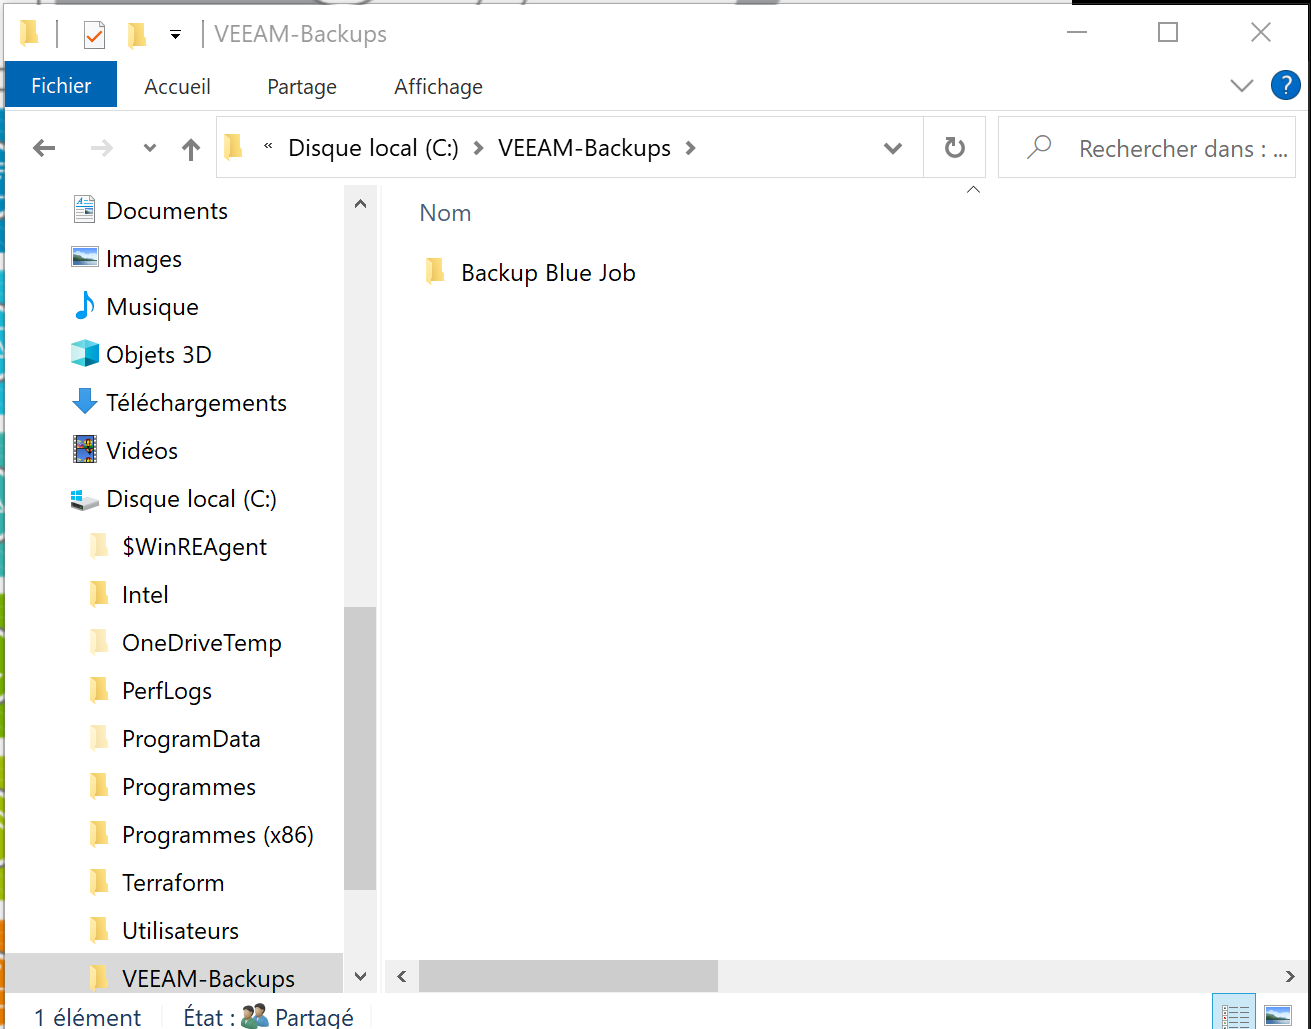 VEEAM-Backups
Fichier Accueil Partage Affichage ?
« Disque local (C:) > VEEAM-Backups > Rechercher dans : ...
Documents
Images
Musique
Objets 3D
Téléchargements
Vidéos
Disque local (C:)
$WinREAgent
Intel
OneDriveTemp
PerfLogs
ProgramData
Programmes
Programmes (x86)
Terraform
Utilisateurs
VEEAM-Backups
Nom
Backup Blue Job
1 élément État : Partagé